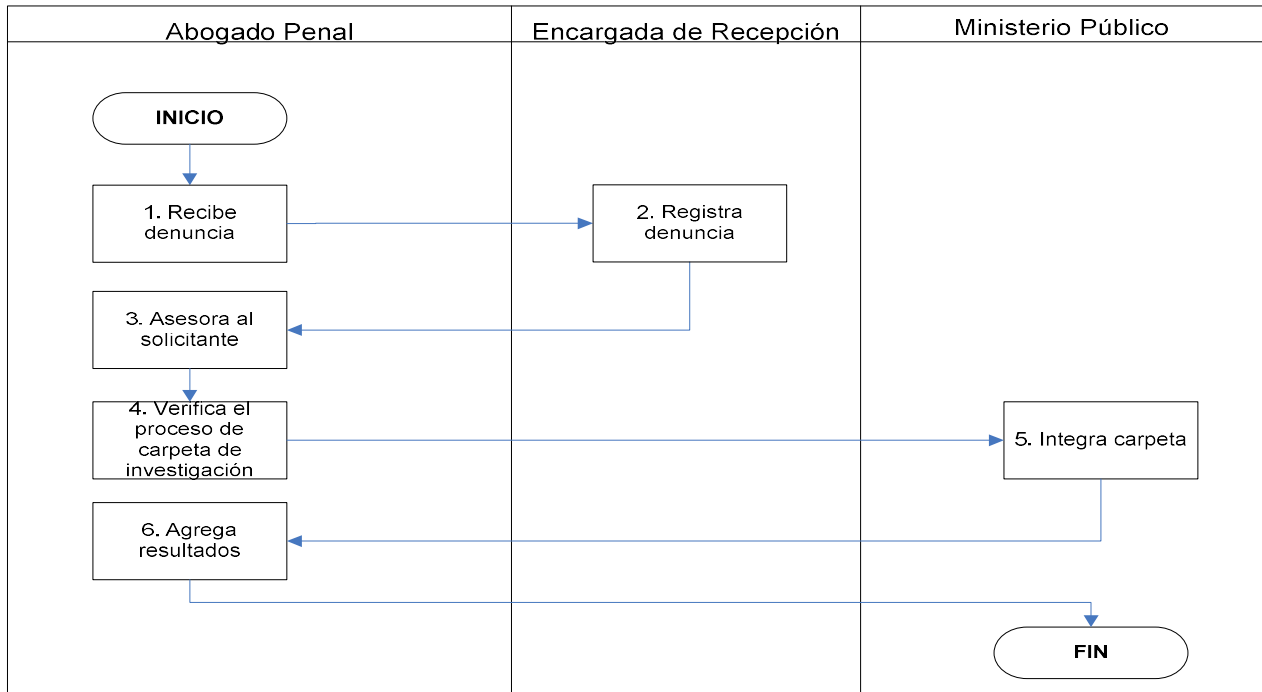 Abogado Penal
Encargada de Recepción
Ministerio Público
INICIO
1. Recibe
denuncia
2. Registra
denuncia
3. Asesora al
solicitante
4. Verifica el
proceso de
carpeta de
investigación
5. Integra carpeta
6. Agrega
resultados
FIN